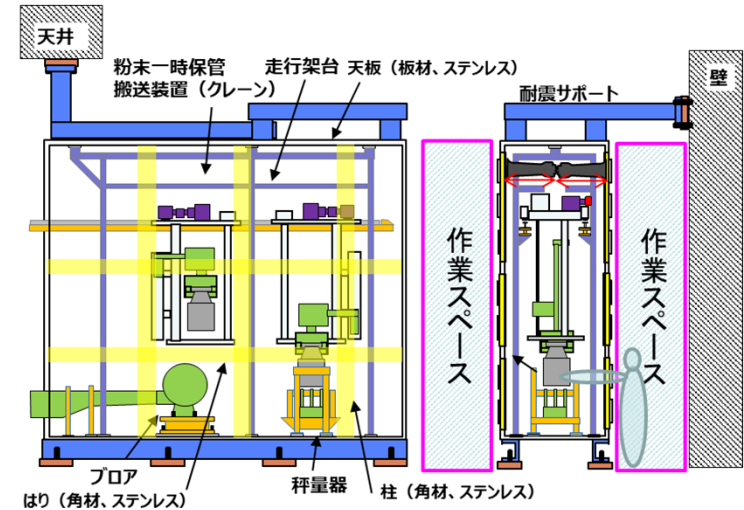 天井
粉末一時保管
搬送装置（クレーン）
走行架台
天板（板材、ステンレス）
耐震サポート
壁
作業スペース
作業スペース
ブロア
はり（角材、ステンレス）
秤量器
柱（角材、ステンレス）